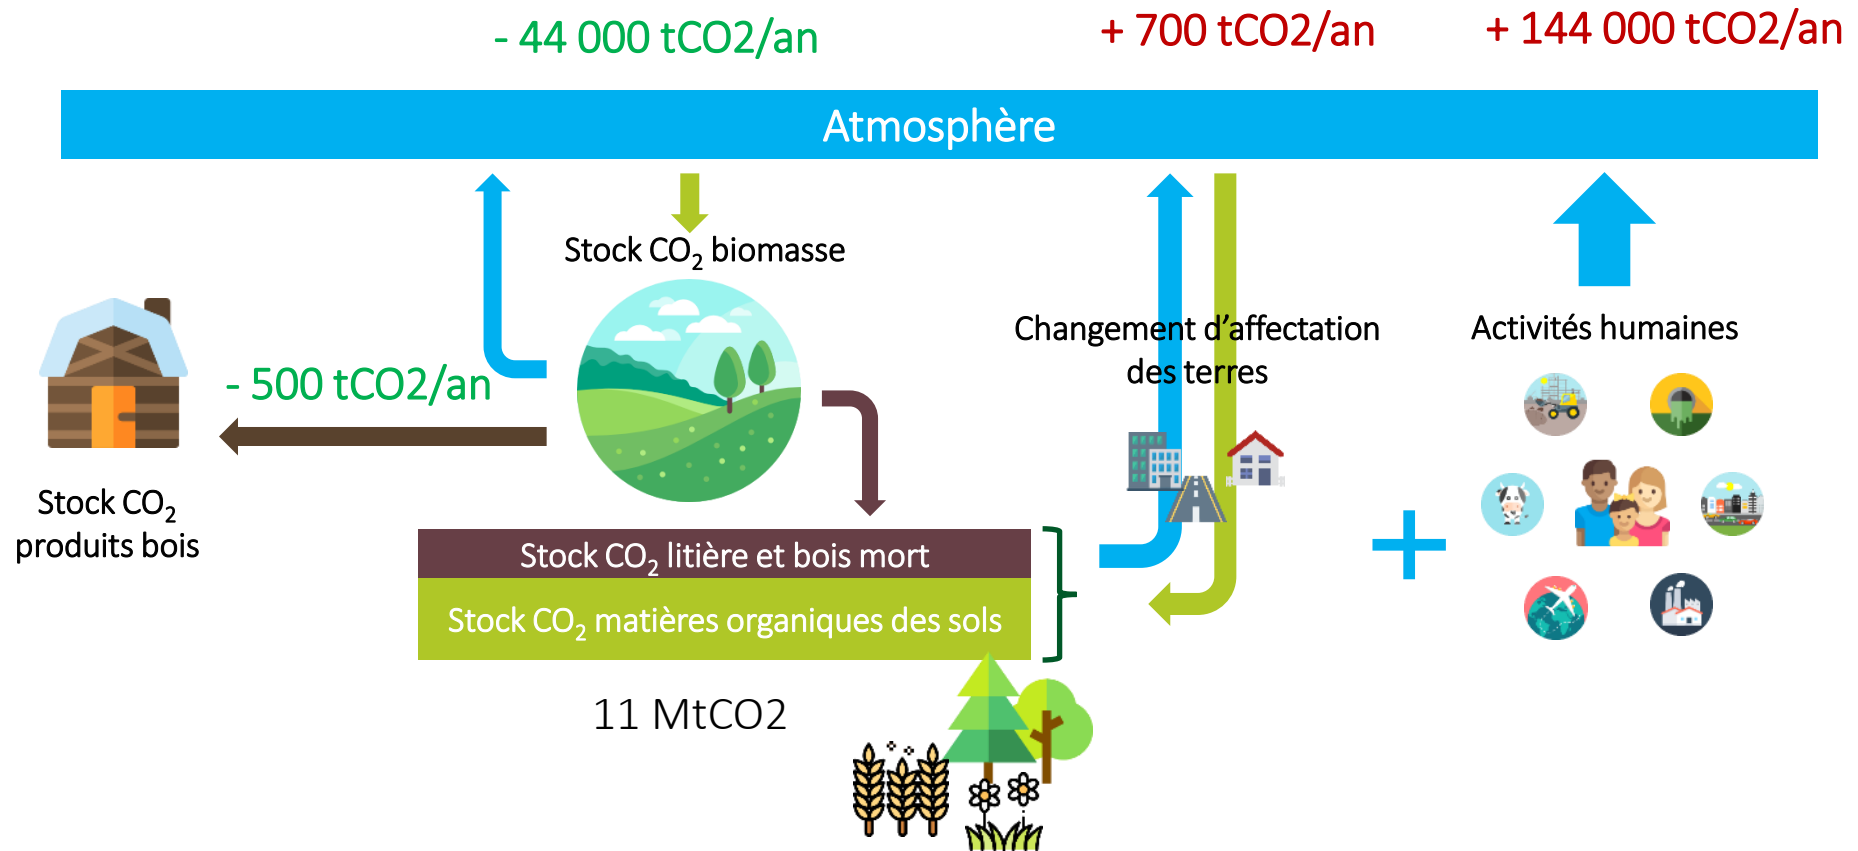 - 44 000 tCO2/an
+ 700 tCO2/an
+ 144 000 tCO2/an
Atmosphère
Stock CO₂ biomasse
Changement d’affectation
des terres
Activités humaines
- 500 tCO2/an
Stock CO₂
produits bois
Stock CO₂ litière et bois mort
Stock CO₂ matières organiques des sols
11 MtCO2